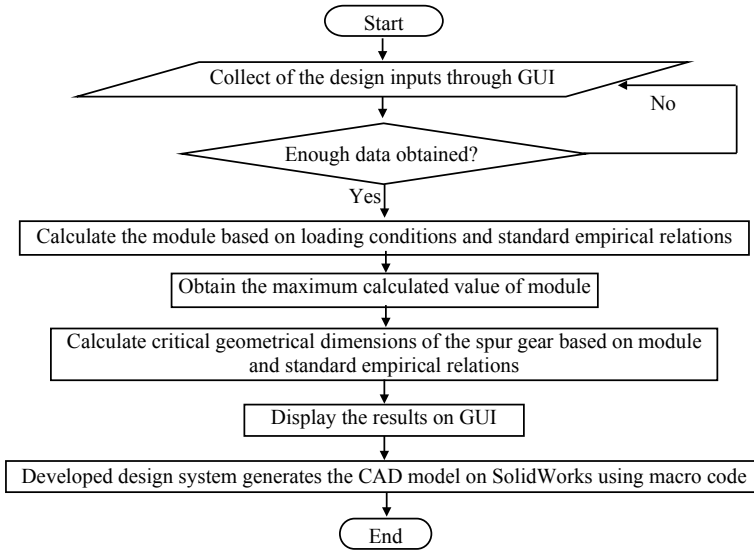 Start
Collect of the design inputs through GUI
No
Enough data obtained?
Yes
Calculate the module based on loading conditions and standard empirical relations
Obtain the maximum calculated value of module
Calculate critical geometrical dimensions of the spur gear based on module
and standard empirical relations
Display the results on GUI
Developed design system generates the CAD model on SolidWorks using macro code
End